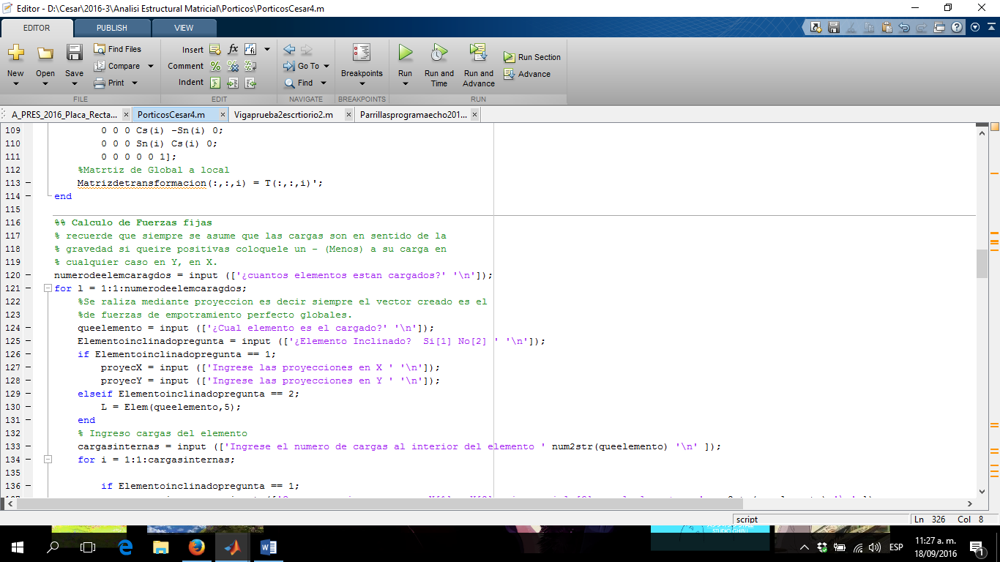 Editor - D:\Cesar\2016-3\Analisi Estructural Matricial\Porticos\PorticosCesar4.m
EDITOR PUBLISH VIEW
New Open Save Find Files Compare Print
Insert fx Comment Indent
Go To Find
Breakpoints
Run Run and Time Run and Advance Run Section Advance
FILE EDIT NAVIGATE BREAKPOINTS RUN
A_PRES_2016_Placa_Recta... × PorticosCesar4.m × Vigaprueba2escrtiorio2.m × Parrillasprogramaecho201... ×
109 0 0 0 Cs(i) -Sn(i) 0;
110 0 0 0 Sn(i) Cs(i) 0;
111 0 0 0 0 0 1];
112 %Matrtiz de Global a local
113 Matrizdetransformacion(:,:,i) = T(:,:,i)';
114 end
115
116 %% Calculo de Fuerzas fijas
117 % recuerde que siempre se asume que las cargas son en sentido de la
118 % gravedad si queire positivas coloquele un - (Menos) a su carga en
119 % cualquier caso en Y, en X.
120 numerodeelemcaragdos = input (['¿cuantos elementos estan cargados?' '\n']);
121 for l = 1:1:numerodeelemcaragdos;
122 %Se raliza mediante proyeccion es decir siempre el vector creado es el
123 %de fuerzas de empotramiento perfecto globales.
124 queelemento = input (['¿Cual elemento es el cargado?' '\n']);
125 Elementoinclinadopregunta = input (['¿Elemento Inclinado?  Si[1] No[2] ' '\n']);
126 if Elementoinclinadopregunta == 1;
127 proyecX = input (['Ingrese las proyecciones en X ' '\n']);
128 proyecY = input (['Ingrese las proyecciones en Y ' '\n']);
129 elseif Elementoinclinadopregunta == 2;
130 L = Elem(queelemento,5);
131 end
132 % Ingreso cargas del elemento
133 cargasinternas = input (['Ingrese el numero de cargas al interior del elemento ' num2str(queelemento) '\n' ]);
134 for i = 1:1:cargasinternas;
135
136 if Elementoinclinadopregunta == 1;
script Ln 326 Col 8
ESP
11:27 a. m.
18/09/2016
1